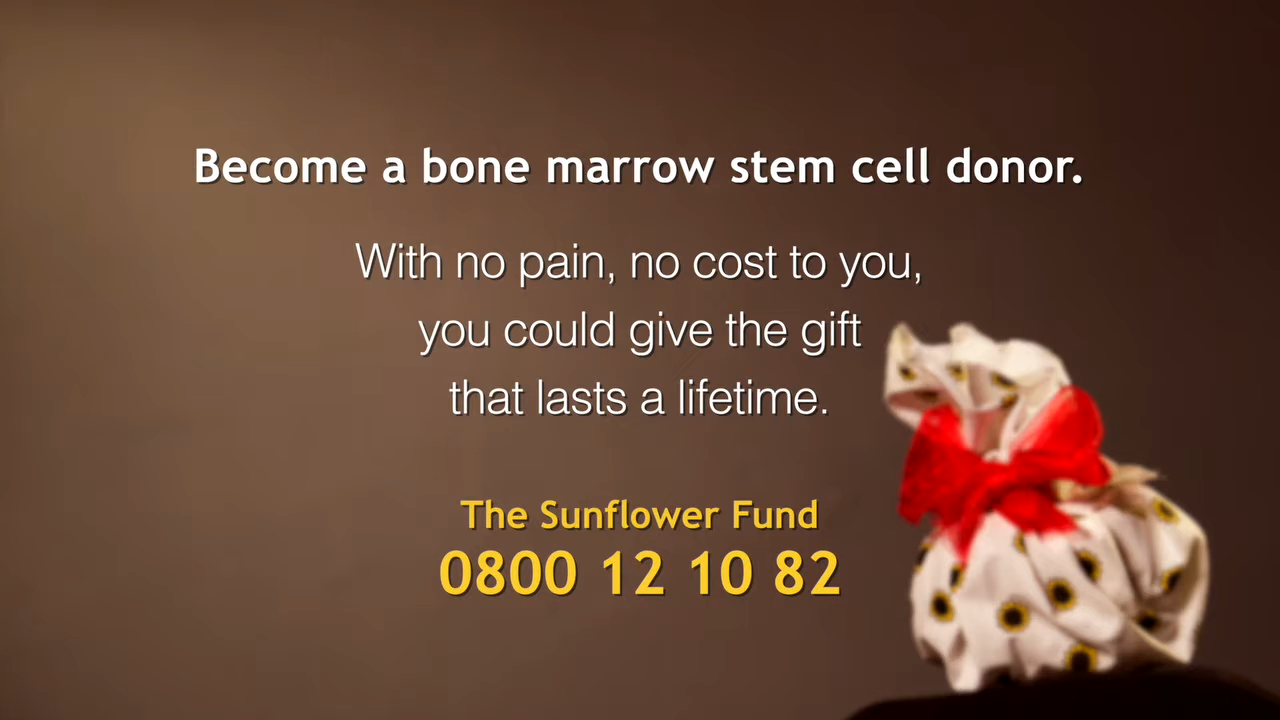 Become a bone marrow stem cell donor.
With no pain, no cost to you,
you could give the gift
that lasts a lifetime.
The Sunflower Fund
0800 12 10 82